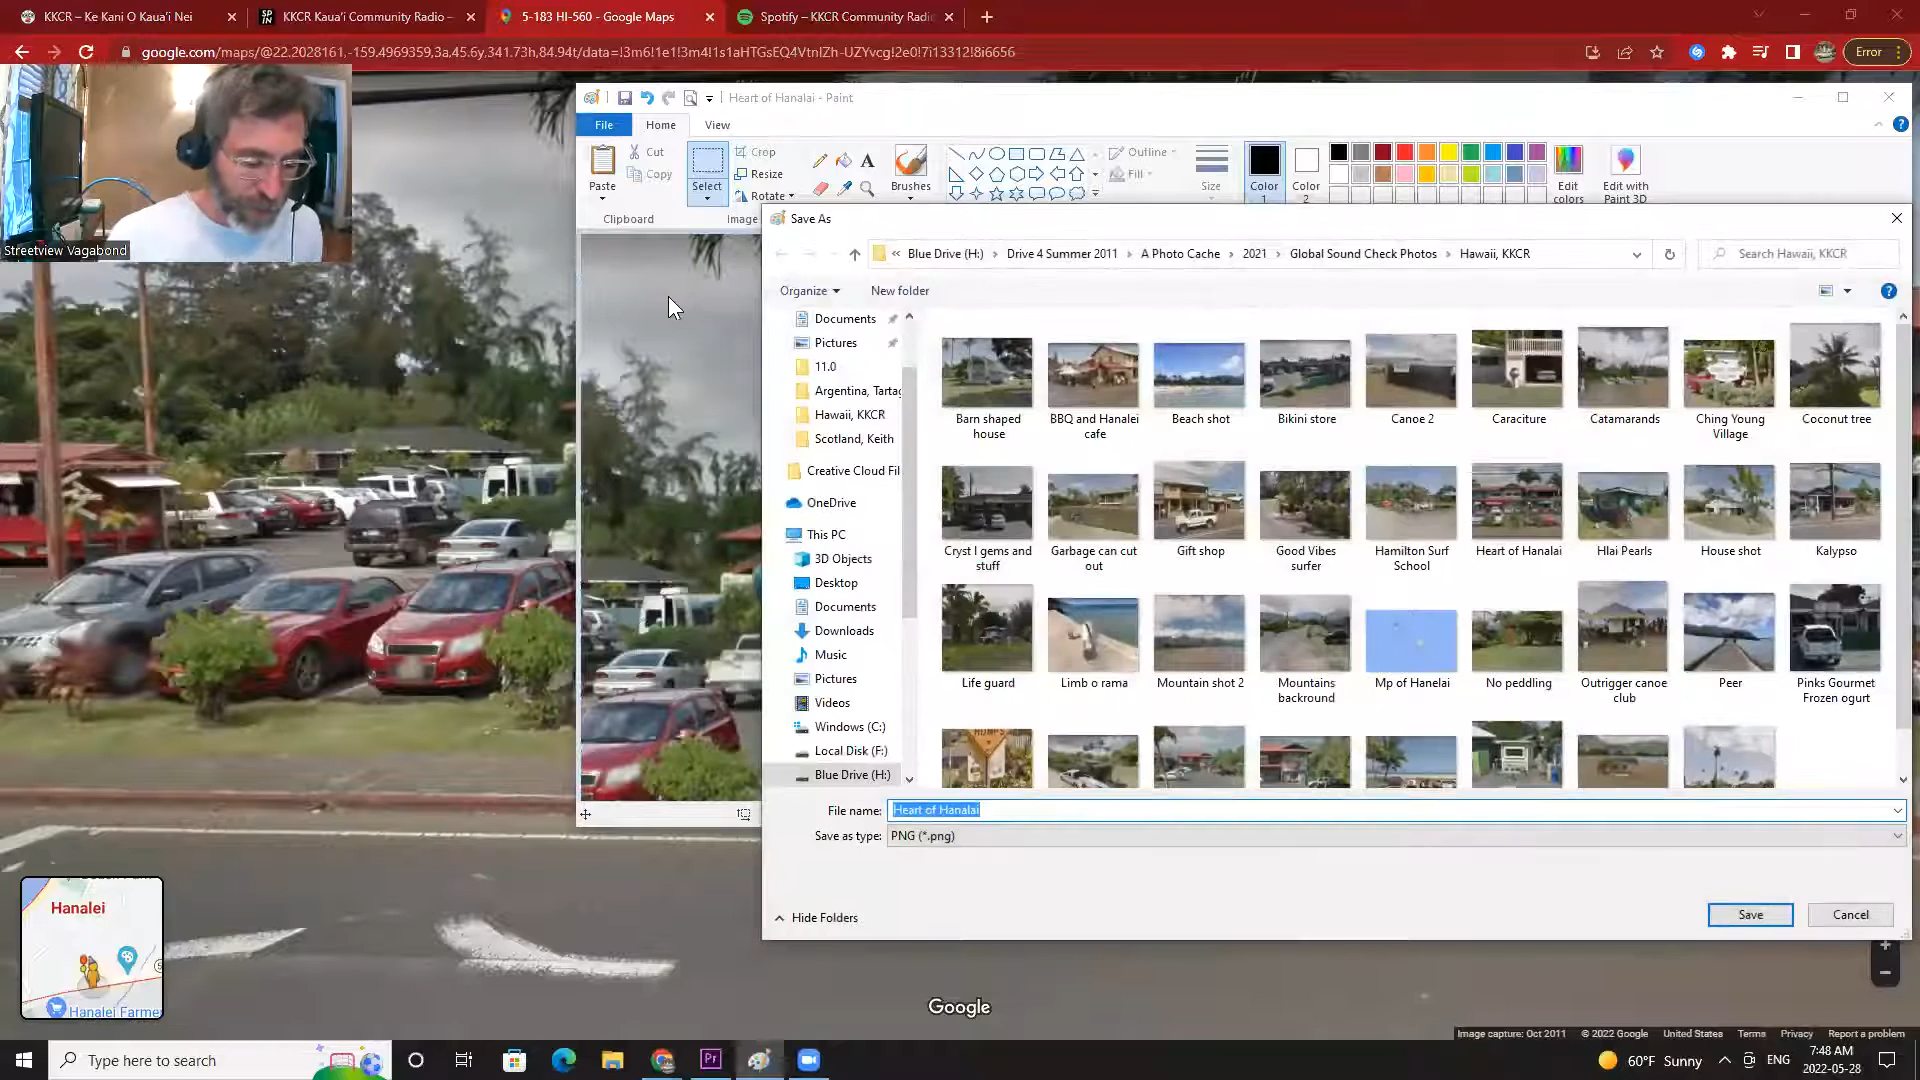 KKCR – Ke Kani O Kaua'i Nei
KKCR Kaua'i Community Radio –
5-183 HI-560 - Google Maps
Spotify – KKCR Community Radio
google.com/maps/@22.2028161,-159.4969359,3a,45.6y,341.73h,84.94t/data=!3m6!1e1!3m4!1s1aHTGsEQ4VtnlZh-UZYvcg!2e0!7i13312!8i6656
Error
Streetview Vagabond
Heart of Hanalai - Paint
File
Home
View
Paste
Cut
Copy
Clipboard
Select
Crop
Resize
Rotate
Image
Brushes
Outline
Fill
Size
Color
1
Color
2
Edit
colors
Edit with
Paint 3D
Save As
Blue Drive (H:)
Drive 4 Summer 2011
A Photo Cache
2021
Global Sound Check Photos
Hawaii, KKCR
Search Hawaii, KKCR
Organize
New folder
Documents
Pictures
11.0
Argentina, Tartag
Hawaii, KKCR
Scotland, Keith
Creative Cloud Fil
OneDrive
This PC
3D Objects
Desktop
Documents
Downloads
Music
Pictures
Videos
Windows (C:)
Local Disk (F:)
Blue Drive (H:)
Barn shaped
house
BBQ and Hanalei
cafe
Beach shot
Bikini store
Canoe 2
Caraciture
Catamarands
Ching Young
Village
Coconut tree
Cryst l gems and
stuff
Garbage can cut
out
Gift shop
Good Vibes
surfer
Hamilton Surf
School
Heart of Hanalai
Hlai Pearls
House shot
Kalypso
Life guard
Limb o rama
Mountain shot 2
Mountains
backround
Mp of Hanelai
No peddling
Outrigger canoe
club
Peer
Pinks Gourmet
Frozen ogurt
File name:
Heart of Hanalai
Save as type:
PNG (*.png)
Hide Folders
Save
Cancel
Hanalei
Hanalei Farmer
Google
Image capture: Oct 2011
© 2022 Google
United States
Terms
Privacy
Report a problem
Type here to search
Pr
60°F Sunny
ENG
7:48 AM
2022-05-28